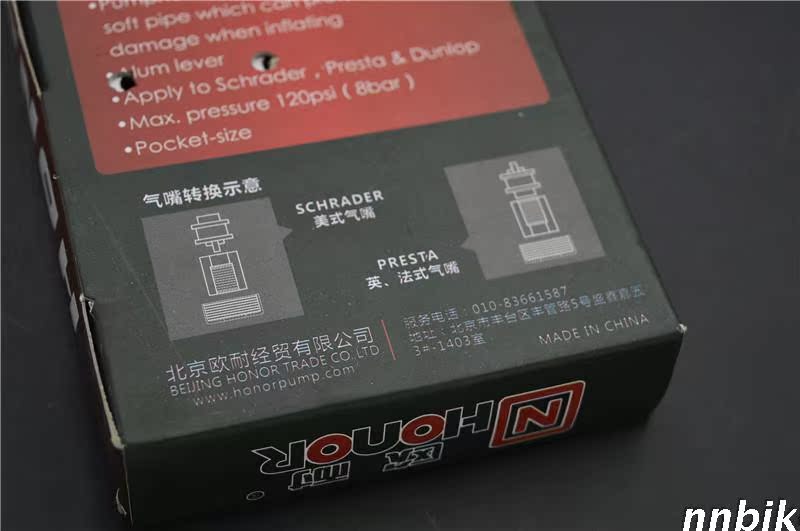 •Pump
soft pipe which can
damage when inflating
•Alum lever
•Apply to Schrader , Presta & Dunlop
•Max. pressure 120psi ( 8bar )
•Pocket-size
气嘴转换示意
SCHRADER
美式气嘴
PRESTA
英、法式气嘴
北京欧耐经贸有限公司
BEIJING HONOR TRADE CO. LTD
www.honorpump.com
服务电话：010-83661587
地址：北京市丰台区丰管路5号盛鑫嘉五
3#-1403室
MADE IN CHINA
N HONOR
欧耐®
nnbik